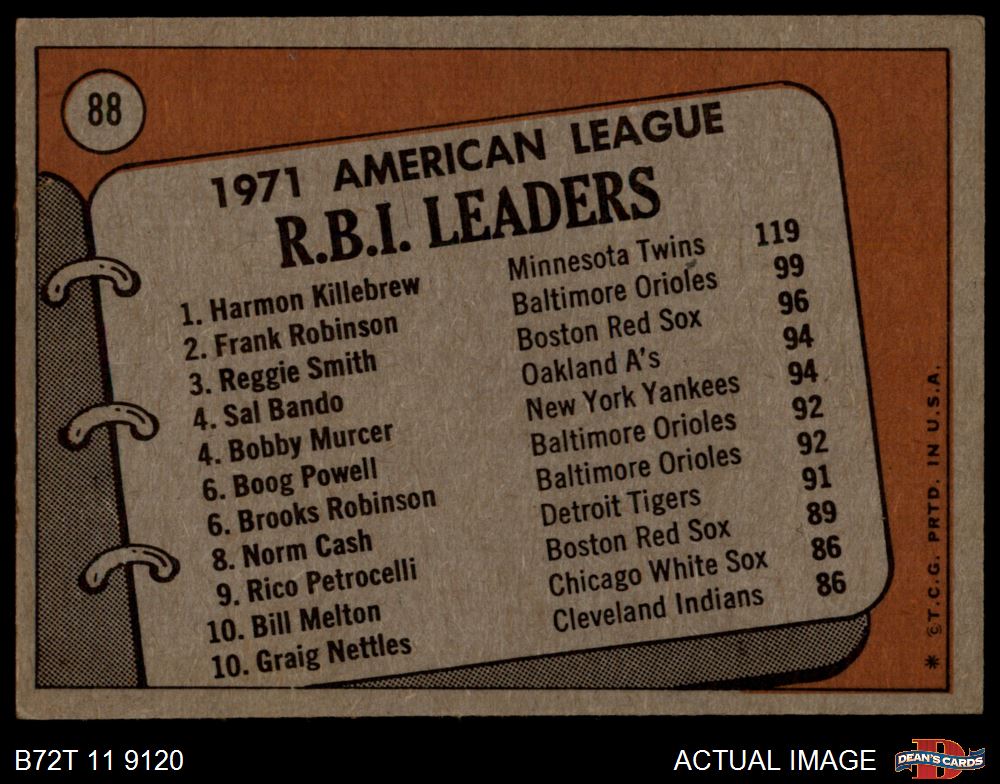 88
1971 AMERICAN LEAGUE
R.B.I. LEADERS
1. Harmon Killebrew Minnesota Twins 119
2. Frank Robinson Baltimore Orioles 99
3. Reggie Smith Boston Red Sox 96
4. Sal Bando Oakland A's 94
4. Bobby Murcer New York Yankees 94
6. Boog Powell Baltimore Orioles 92
6. Brooks Robinson Baltimore Orioles 92
8. Norm Cash Detroit Tigers 91
9. Rico Petrocelli Boston Red Sox 89
10. Bill Melton Chicago White Sox 86
10. Graig Nettles Cleveland Indians 86
* © T.C.G. PRTD. IN U.S.A.
B72T 11 9120
ACTUAL IMAGE
D
DEAN'S CARDS